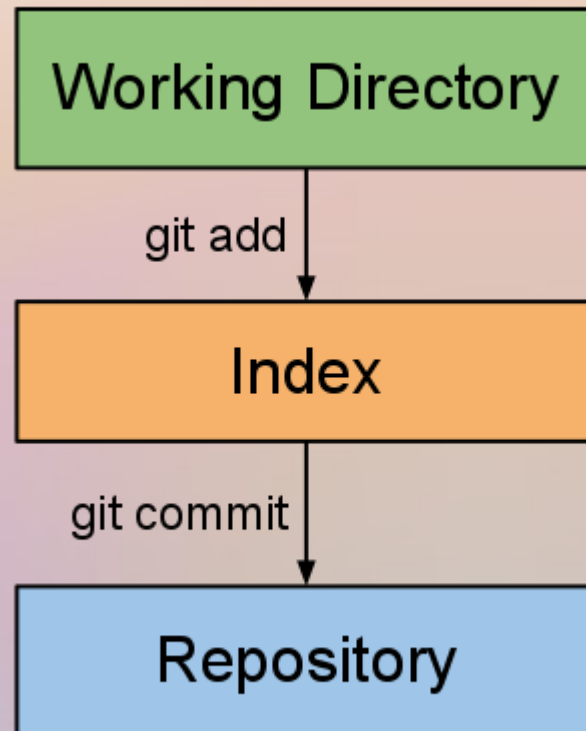 Working Directory
git add
Index
git commit
Repository